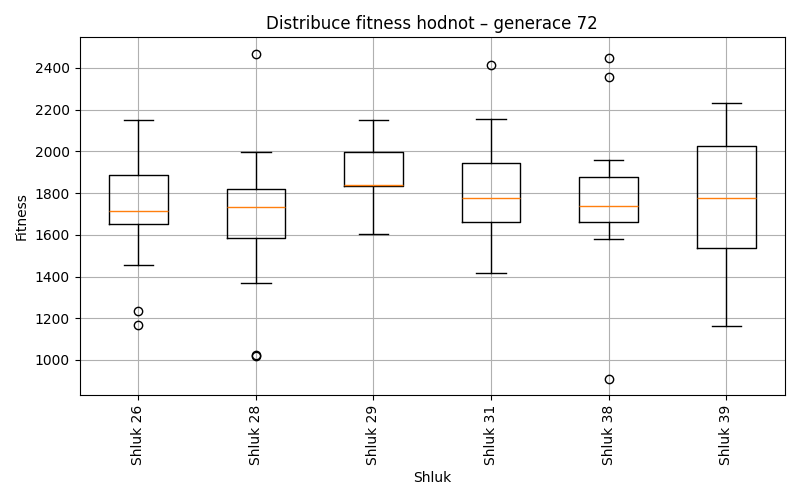 Distribuce fitness hodnot – generace 72
Fitness
2400
2200
2000
1800
1600
1400
1200
1000
Shluk 26
Shluk 28
Shluk 29
Shluk 31
Shluk 38
Shluk 39
Shluk